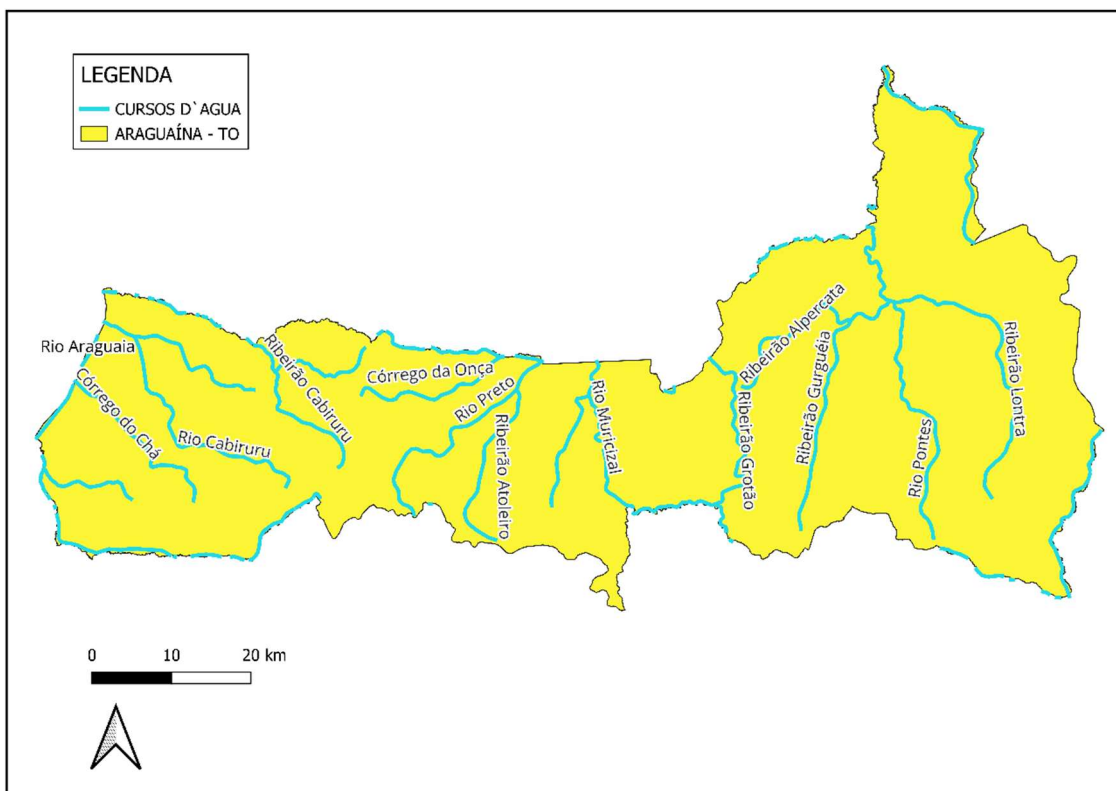 LEGENDA
CURSOS D`AGUA
ARAGUAÍNA - TO
Rio Araguaia
Córrego do Chá
Rio Cabiruru
Ribeirão Cabiruru
Córrego da Onça
Rio Preto
Ribeirão Atoleiro
Rio Muricizal
Ribeirão Grotão
Ribeirão Alpercata
Ribeirão Gurguéia
Rio Pontes
Ribeirão Lontra
0 10 20 km